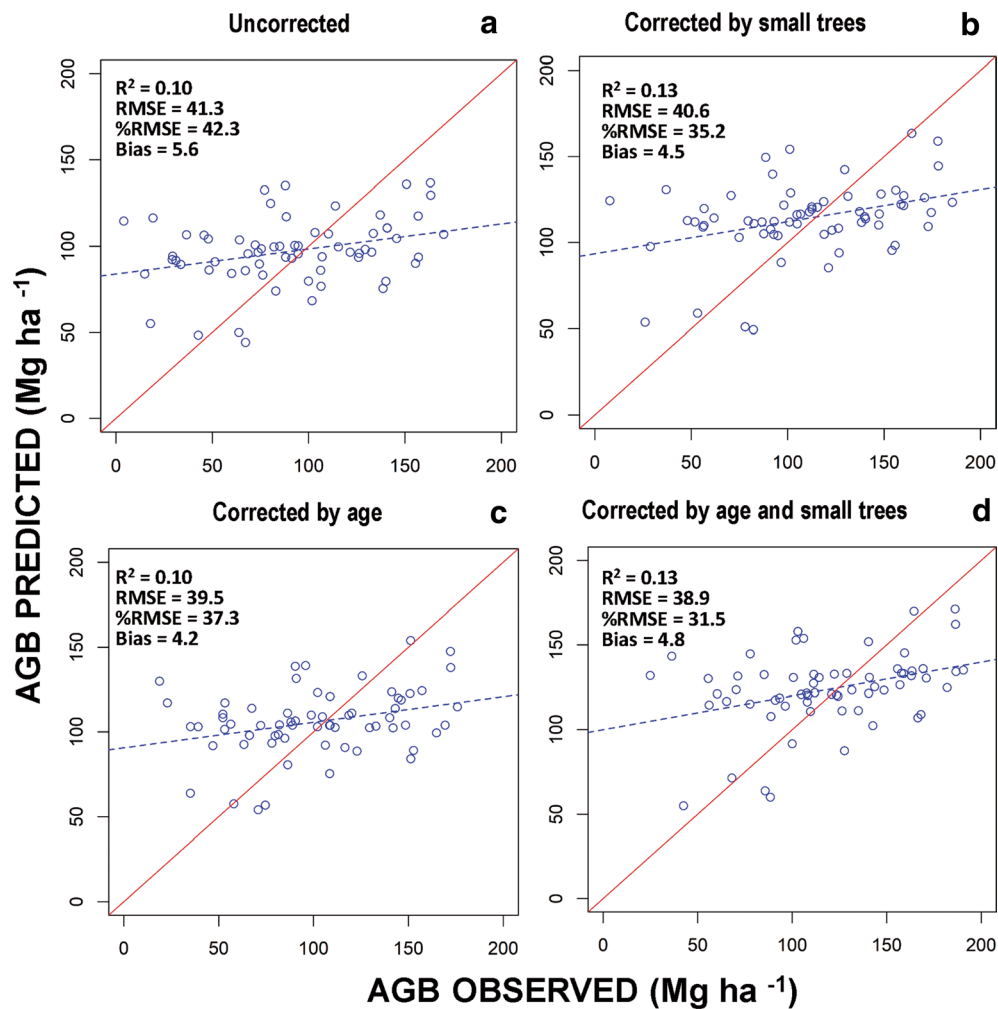 Uncorrected a
R² = 0.10
RMSE = 41.3
%RMSE = 42.3
Bias = 5.6
0 50 100 150 200
0 50 100 150 200
Corrected by small trees b
R² = 0.13
RMSE = 40.6
%RMSE = 35.2
Bias = 4.5
0 50 100 150 200
0 50 100 150 200
Corrected by age c
R² = 0.10
RMSE = 39.5
%RMSE = 37.3
Bias = 4.2
0 50 100 150 200
0 50 100 150 200
Corrected by age and small trees d
R² = 0.13
RMSE = 38.9
%RMSE = 31.5
Bias = 4.8
0 50 100 150 200
0 50 100 150 200
AGB PREDICTED (Mg ha ⁻¹)
AGB OBSERVED (Mg ha ⁻¹)